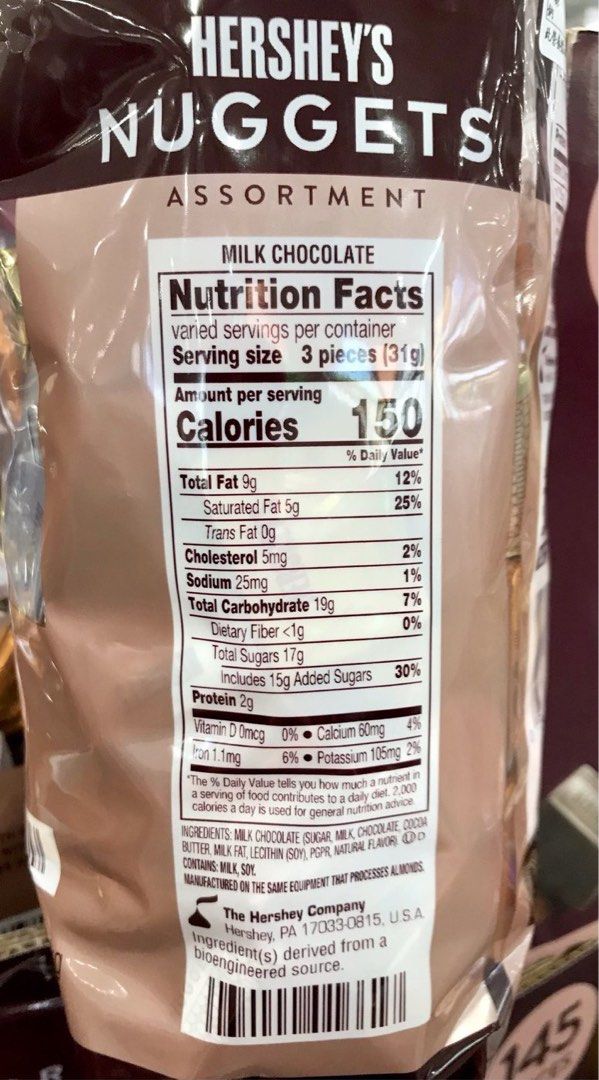 HERSHEY'S
NUGGETS
ASSORTMENT
MILK CHOCOLATE
Nutrition Facts
varied servings per container
Serving size 3 pieces (31g)
Amount per serving
Calories 150
% Daily Value*
Total Fat 9g 12%
Saturated Fat 5g 25%
Trans Fat 0g
Cholesterol 5mg 2%
Sodium 25mg 1%
Total Carbohydrate 19g 7%
Dietary Fiber <1g 0%
Total Sugars 17g
Includes 15g Added Sugars 30%
Protein 2g
Vitamin D 0mcg 0% • Calcium 60mg 4%
Iron 1.1mg 6% • Potassium 105mg 2%
*The % Daily Value tells you how much a nutrient in
a serving of food contributes to a daily diet. 2,000
calories a day is used for general nutrition advice.
INGREDIENTS: MILK CHOCOLATE (SUGAR, MILK, CHOCOLATE, COCOA
BUTTER, MILK FAT, LECITHIN (SOY), PGPR, NATURAL FLAVOR). Ⓤ D
CONTAINS: MILK, SOY.
MANUFACTURED ON THE SAME EQUIPMENT THAT PROCESSES ALMONDS.
The Hershey Company
Hershey, PA 17033-0815, U.S.A.
Ingredient(s) derived from a
bioengineered source.
145